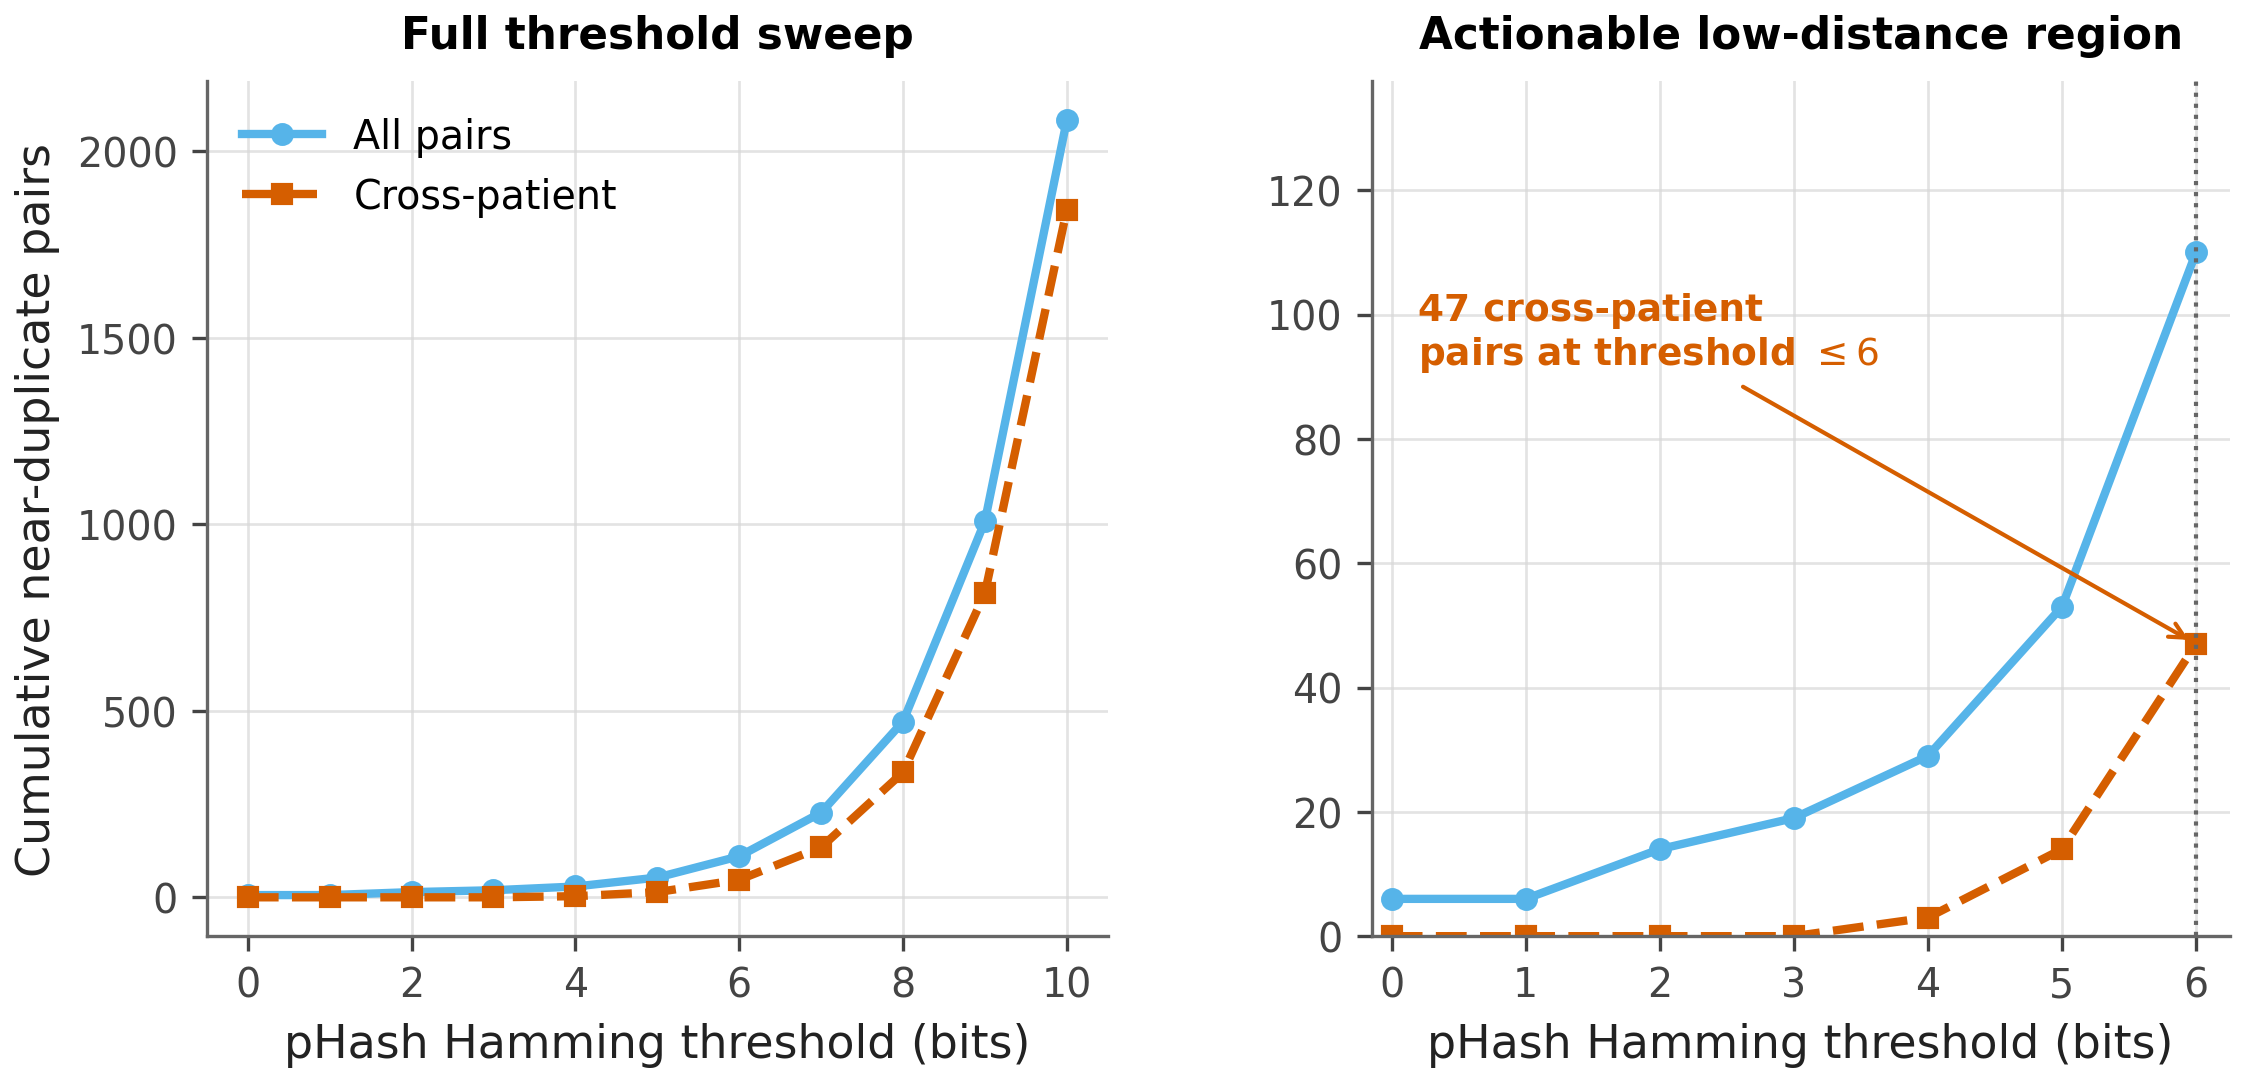 Full threshold sweep
Cumulative near-duplicate pairs
2000
1500
1000
500
0
All pairs
Cross-patient
0 2 4 6 8 10
pHash Hamming threshold (bits)
Actionable low-distance region
120
100
80
60
40
20
0
47 cross-patient
pairs at threshold ≤ 6
0 1 2 3 4 5 6
pHash Hamming threshold (bits)